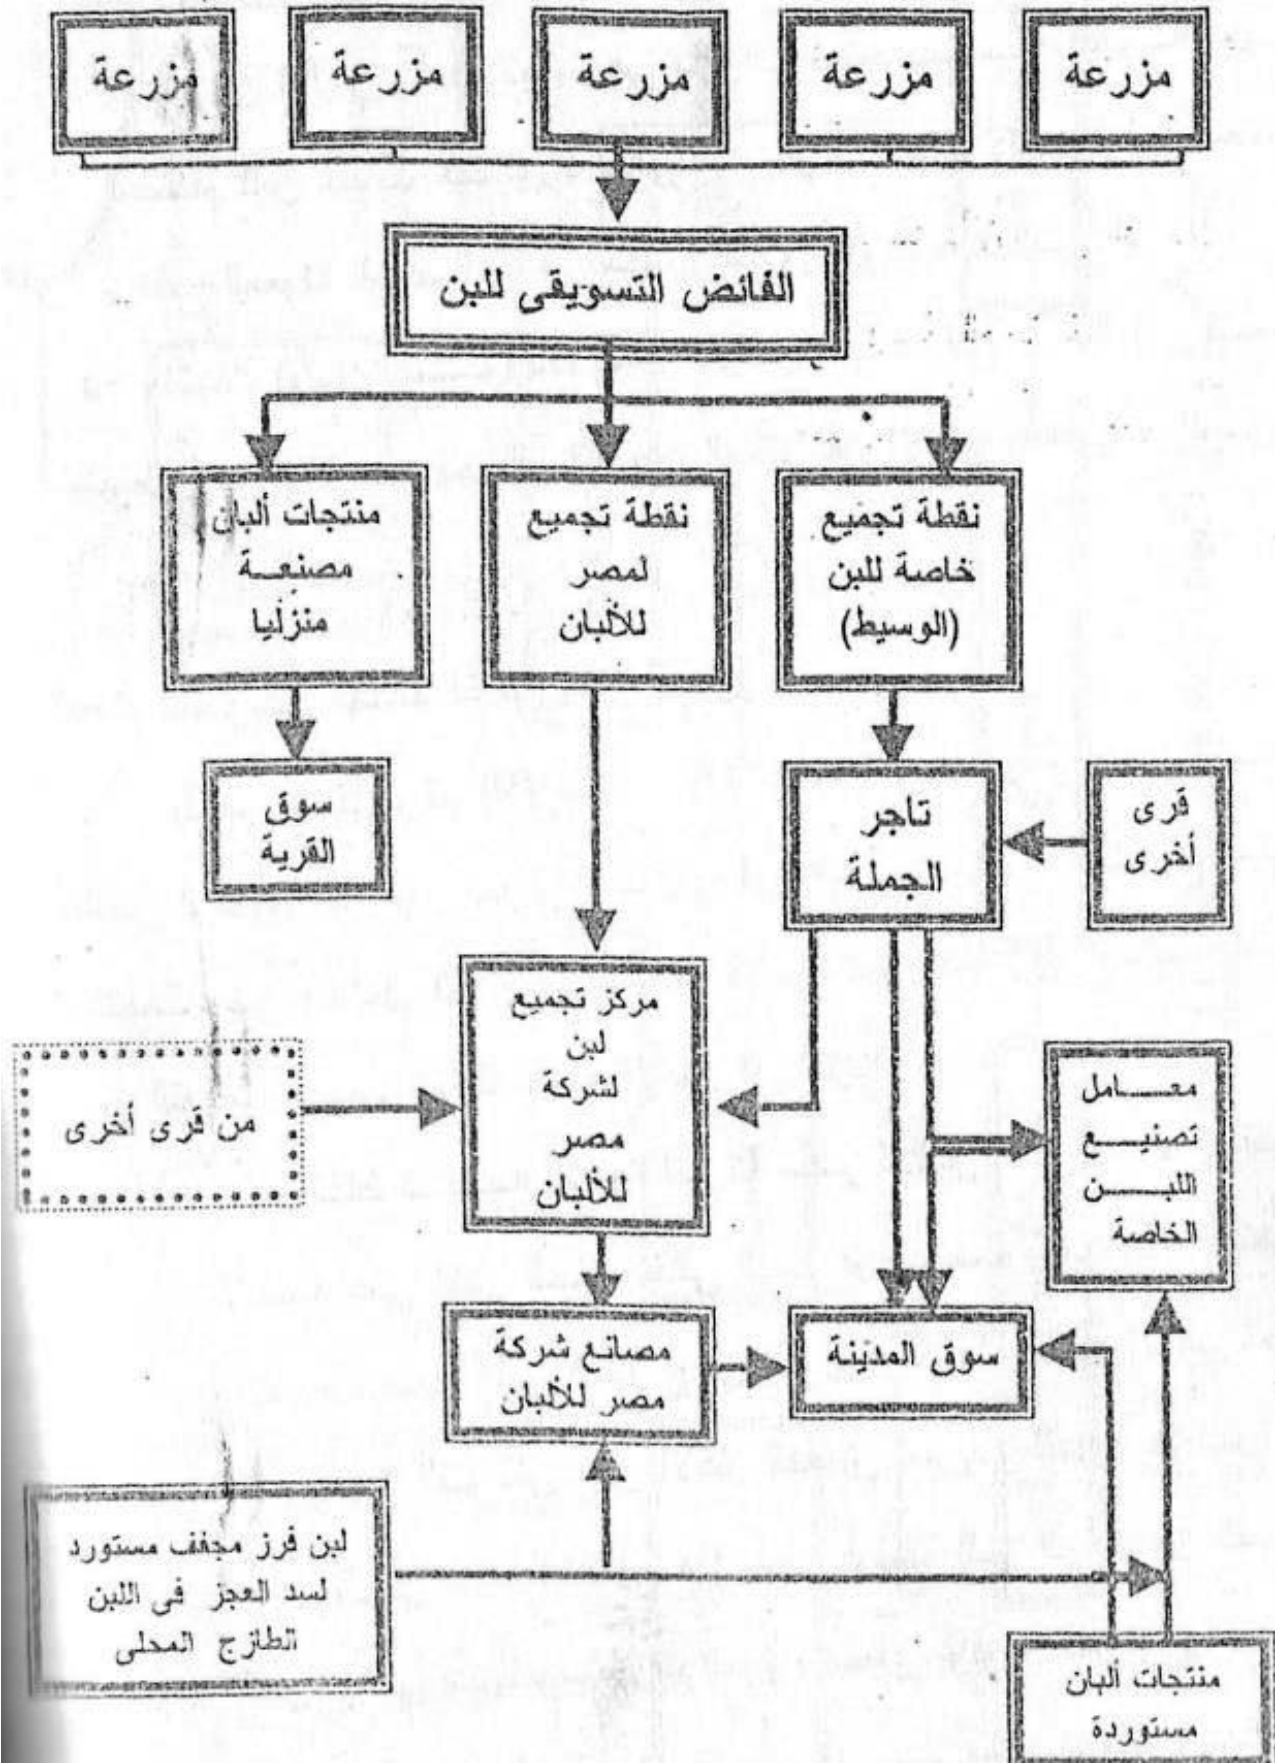 مزرعة
مزرعة
مزرعة
مزرعة
مزرعة
الفائض التسويقى للبن
نقطة تجميع
خاصة للبن
(الوسيط)
نقطة تجميع
لمصر
للألبان
منتجات ألبان
مصنعة
منزليا
قرى
أخرى
تاجر
الجملة
سوق
القرية
مركز تجميع
لبن
لشركة
مصر
للألبان
معامل
تصنيع
اللبن
الخاصة
من قرى أخرى
سوق المدينة
مصانع شركة
مصر للألبان
لبن فرز مجفف مستورد
لسد العجز فى اللبن
الطازج المحلى
منتجات ألبان
مستوردة